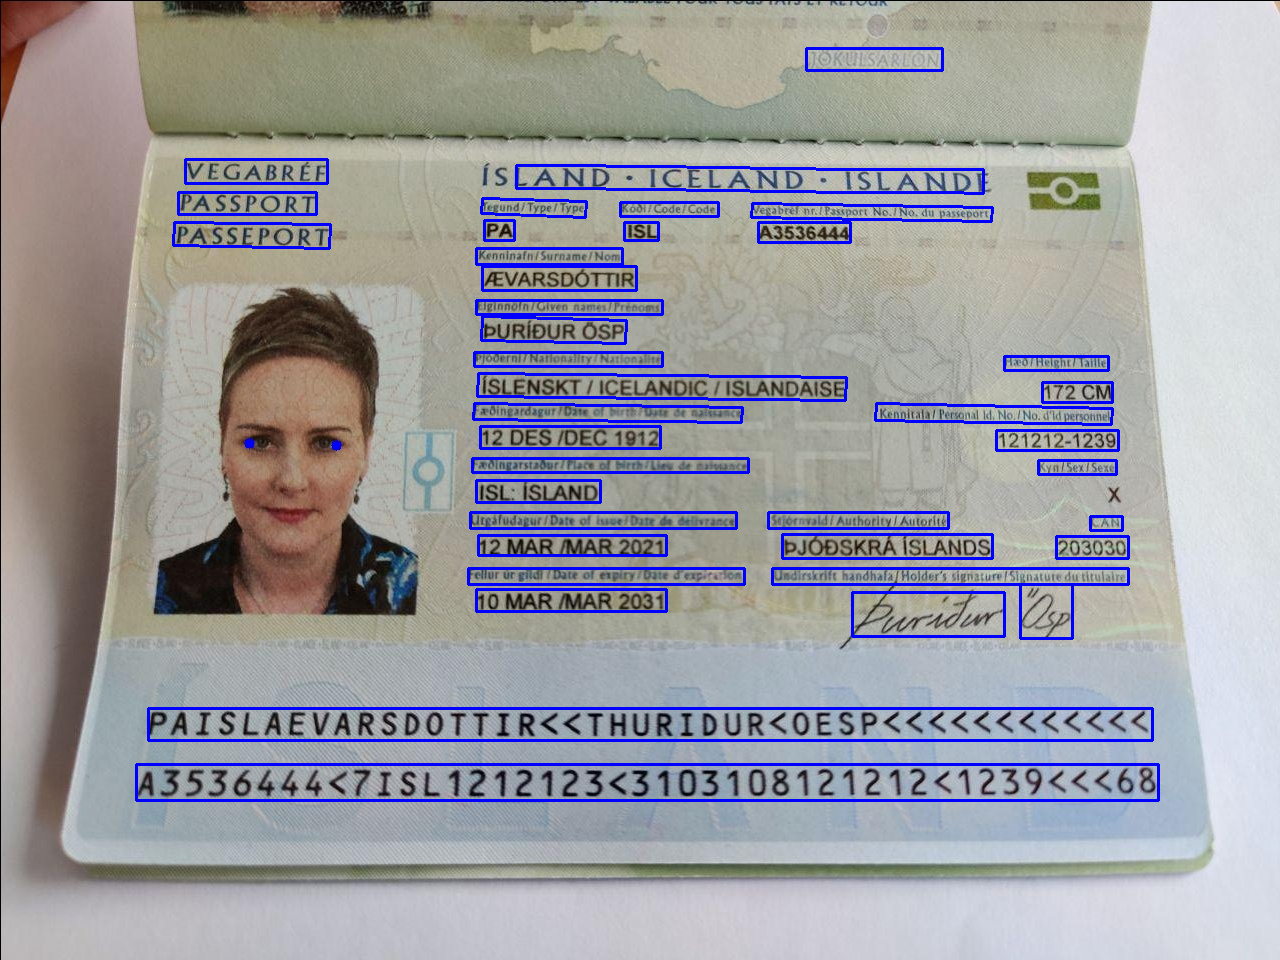 JÖKULSÁRLÓN
VEGABRÉF
PASSPORT
PASSEPORT
ÍSLAND · ICELAND · ISLANDE
Tegund/Type/Type Kóði/Code/Code Vegabréf nr./Passport No./No. du passeport
PA ISL A3536444
Kenninafn/Surname/Nom
ÆVARSDÓTTIR
Eiginnöfn/Given names/Prénoms
ÞURÍÐUR ÖSP
Þjóðerni/Nationality/Nationalité Hæð/Height/Taille
ÍSLENSKT / ICELANDIC / ISLANDAISE 172 CM
Fæðingardagur/Date of birth/Date de naissance Kennitala/Personal Id. No./No. d'id personnel
12 DES /DEC 1912 121212-1239
Fæðingarstaður/Place of birth/Lieu de naissance Kyn/Sex/Sexe
ISL: ÍSLAND X
Útgáfudagur/Date of issue/Date de délivrance Stjórnvald/Authority/Autorité CAN
12 MAR /MAR 2021 ÞJÓÐSKRÁ ÍSLANDS 203030
Fellur úr gildi/Date of expiry/Date d'expiration Undirskrift handhafa/Holder's signature/Signature du titulaire
10 MAR /MAR 2031 Þuríður Ösp
PAISLAEVARSDOTTIR<<THURIDUR<OESP<<<<<<<<<<<<
A3536444<7ISL1212123<3103108121212<1239<<<68